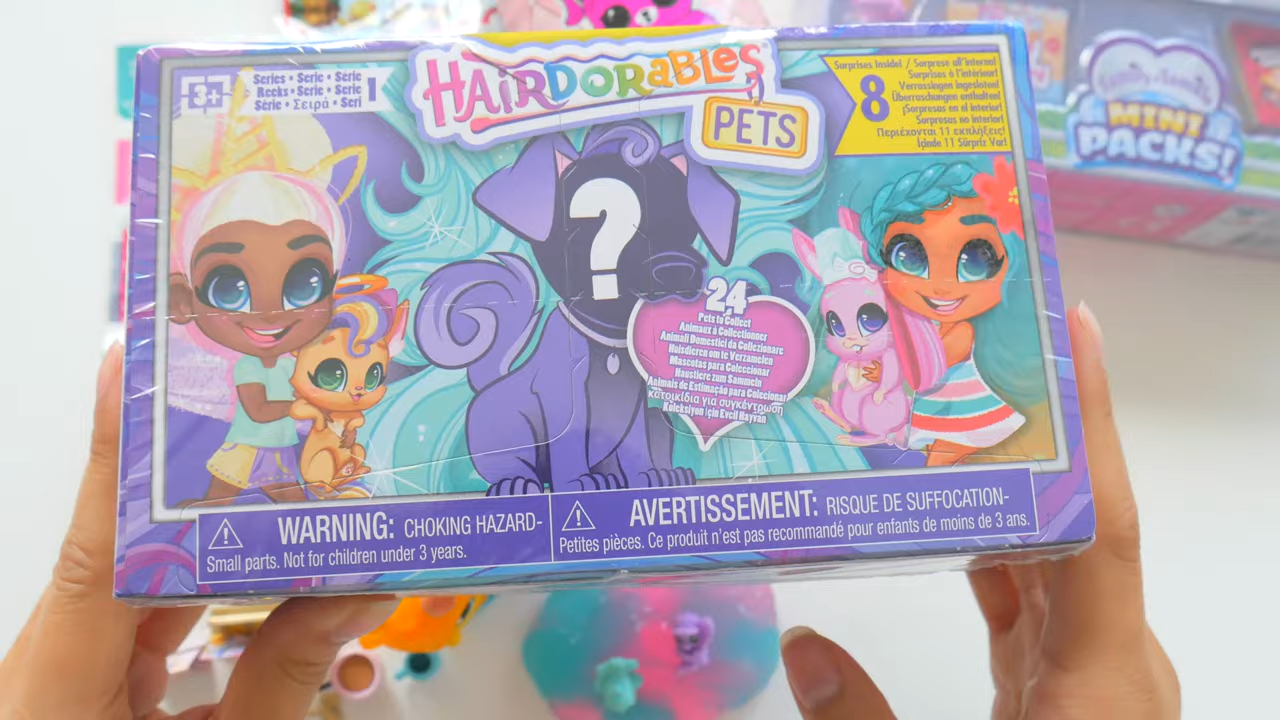 3+
Series • Serie • Série
Reeks • Serie • Serie
Série • Σειρά • Seri
1
HAIRDORABLES
PETS
8
Surprises Inside! / Surprese all'interno!
Surprises à l'intérieur!
Verrassingen ingesloten!
Überraschungen enthalten!
¡Sorpresas en el interior!
Surpresas no interior!
Περιέχονται 11 εκπλήξεις!
İçinde 11 Sürpriz Var!
MINI
PACKS!
?
24
Pets to Collect
Animaux à Collectionner
Animali Domestici da Collezionare
Huisdieren om te Verzamelen
Mascotas para Coleccionar
Haustiere zum Sammeln
Animais de Estimação para Colecionar
κατοικίδια για συγκέντρωση
Koleksiyon için Evcil Hayvan
WARNING: CHOKING HAZARD-
Small parts. Not for children under 3 years.
AVERTISSEMENT: RISQUE DE SUFFOCATION-
Petites pièces. Ce produit n'est pas recommandé pour enfants de moins de 3 ans.